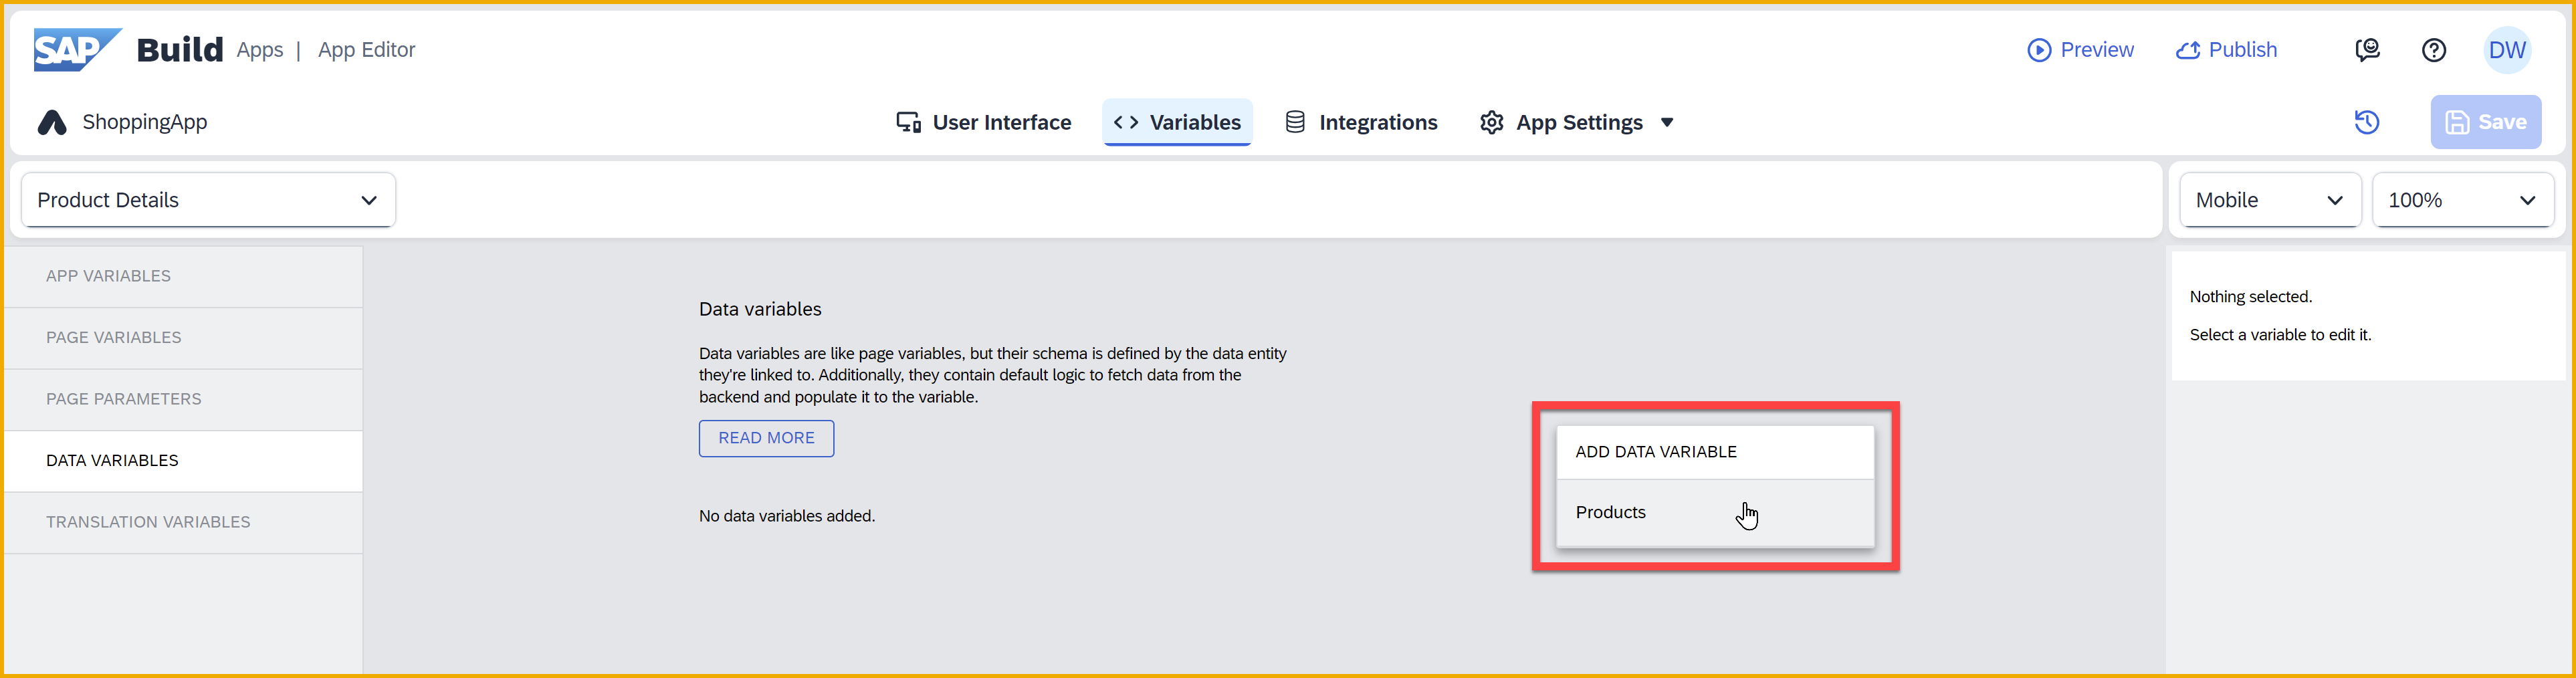 SAP Build Apps | App Editor
Preview
Publish
DW
ShoppingApp
User Interface
<> Variables
Integrations
App Settings
Save
Product Details
Mobile
100%
APP VARIABLES
PAGE VARIABLES
PAGE PARAMETERS
DATA VARIABLES
TRANSLATION VARIABLES
Data variables
Data variables are like page variables, but their schema is defined by the data entity
they're linked to. Additionally, they contain default logic to fetch data from the
backend and populate it to the variable.
READ MORE
No data variables added.
ADD DATA VARIABLE
Products
Nothing selected.
Select a variable to edit it.